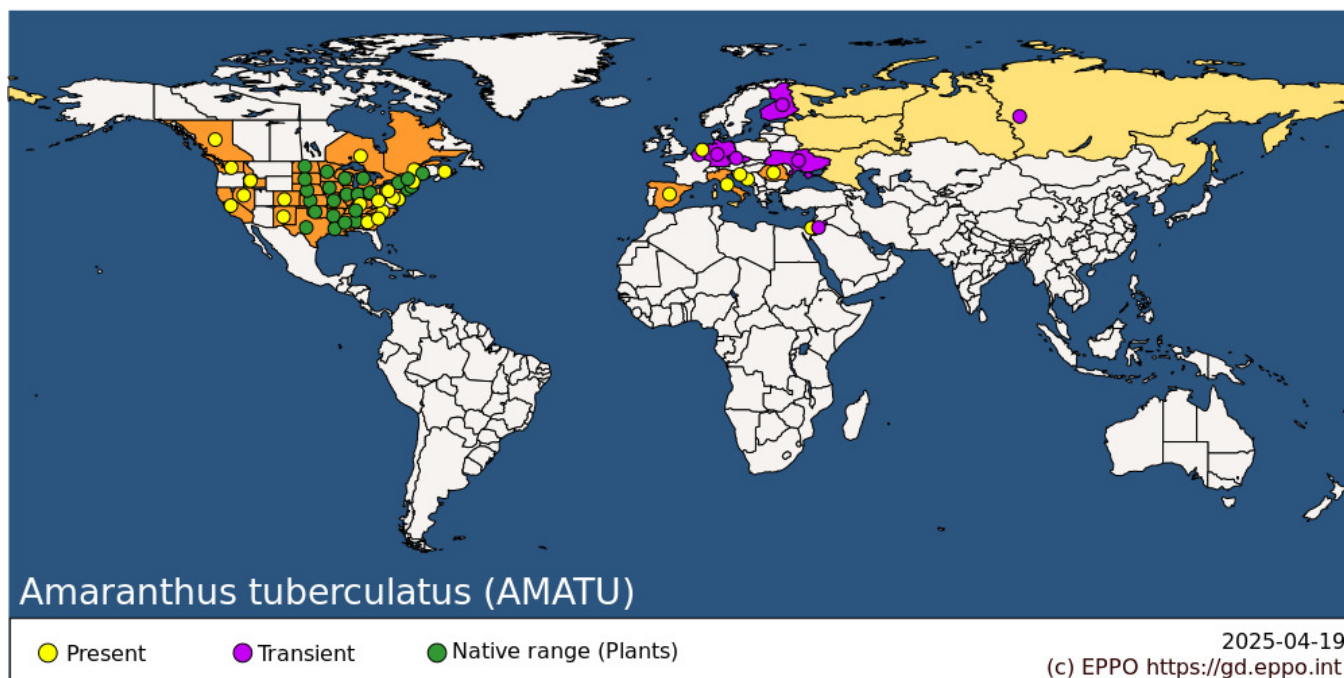 Amaranthus tuberculatus (AMATU)
Present
Transient
Native range (Plants)
2025-04-19
(c) EPPO https://gd.eppo.int